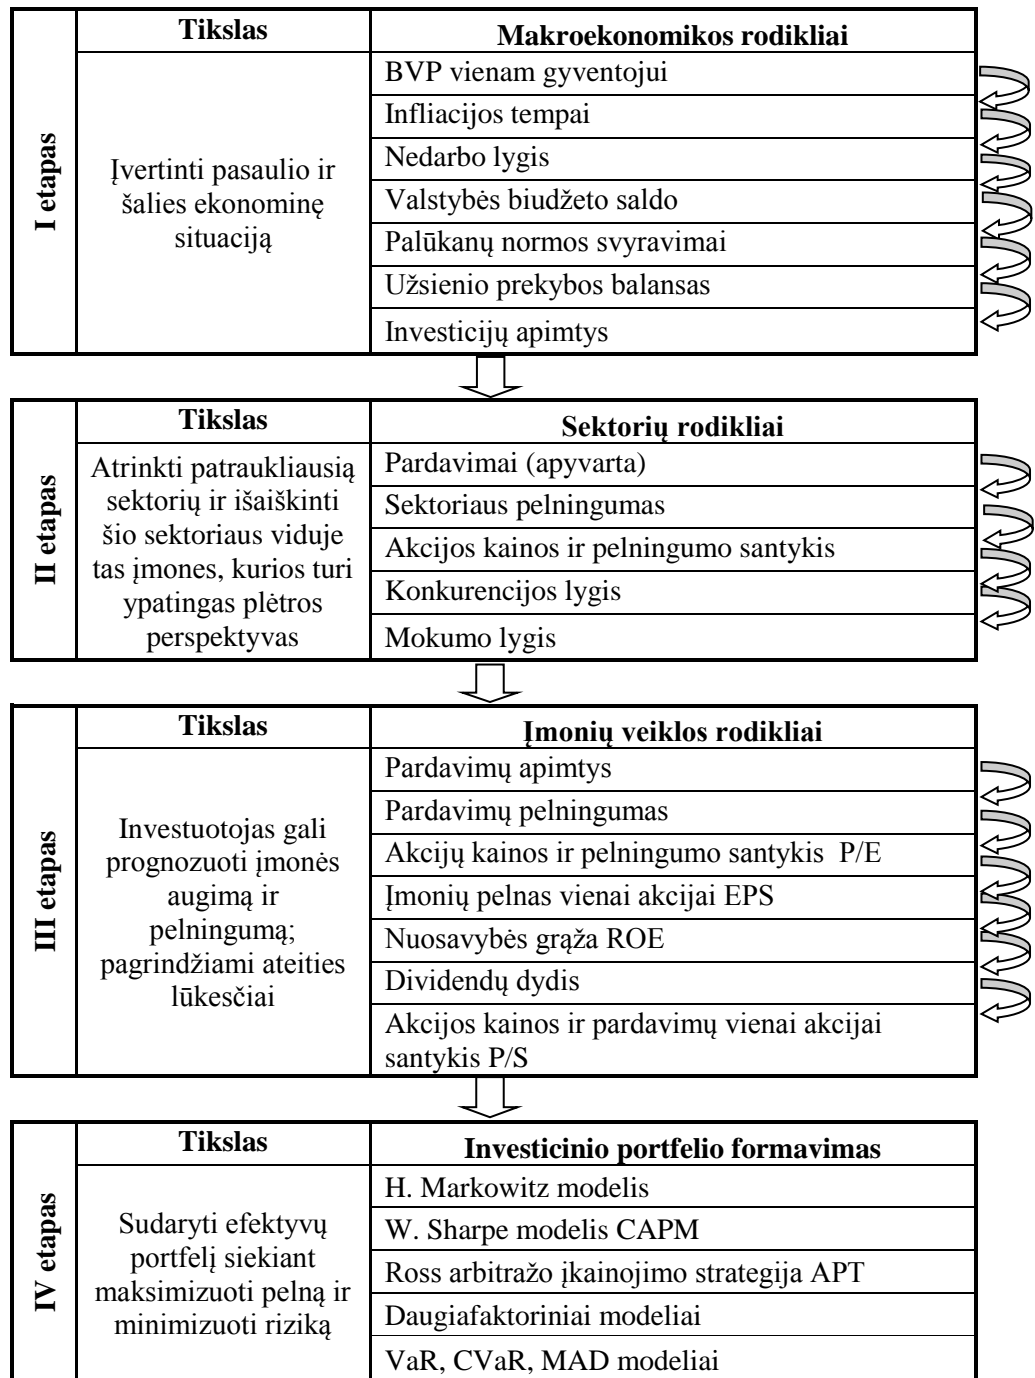 I etapas
Tikslas
Makroekonomikos rodikliai
Įvertinti pasaulio ir
šalies ekonominę
situaciją
BVP vienam gyventojui
Infliacijos tempai
Nedarbo lygis
Valstybės biudžeto saldo
Palūkanų normos svyravimai
Užsienio prekybos balansas
Investicijų apimtys
II etapas
Tikslas
Sektorių rodikliai
Atrinkti patraukliausią
sektorių ir išaiškinti
šio sektoriaus viduje
tas įmones, kurios turi
ypatingas plėtros
perspektyvas
Pardavimai (apyvarta)
Sektoriaus pelningumas
Akcijos kainos ir pelningumo santykis
Konkurencijos lygis
Mokumo lygis
III etapas
Tikslas
Įmonių veiklos rodikliai
Investuotojas gali
prognozuoti įmonės
augimą ir
pelningumą;
pagrindžiami ateities
lūkesčiai
Pardavimų apimtys
Pardavimų pelningumas
Akcijų kainos ir pelningumo santykis P/E
Įmonių pelnas vienai akcijai EPS
Nuosavybės grąža ROE
Dividendų dydis
Akcijos kainos ir pardavimų vienai akcijai
santykis P/S
IV etapas
Tikslas
Investicinio portfelio formavimas
Sudaryti efektyvų
portfelį siekiant
maksimizuoti pelną ir
minimizuoti riziką
H. Markowitz modelis
W. Sharpe modelis CAPM
Ross arbitražo įkainojimo strategija APT
Daugiafaktoriniai modeliai
VaR, CVaR, MAD modeliai